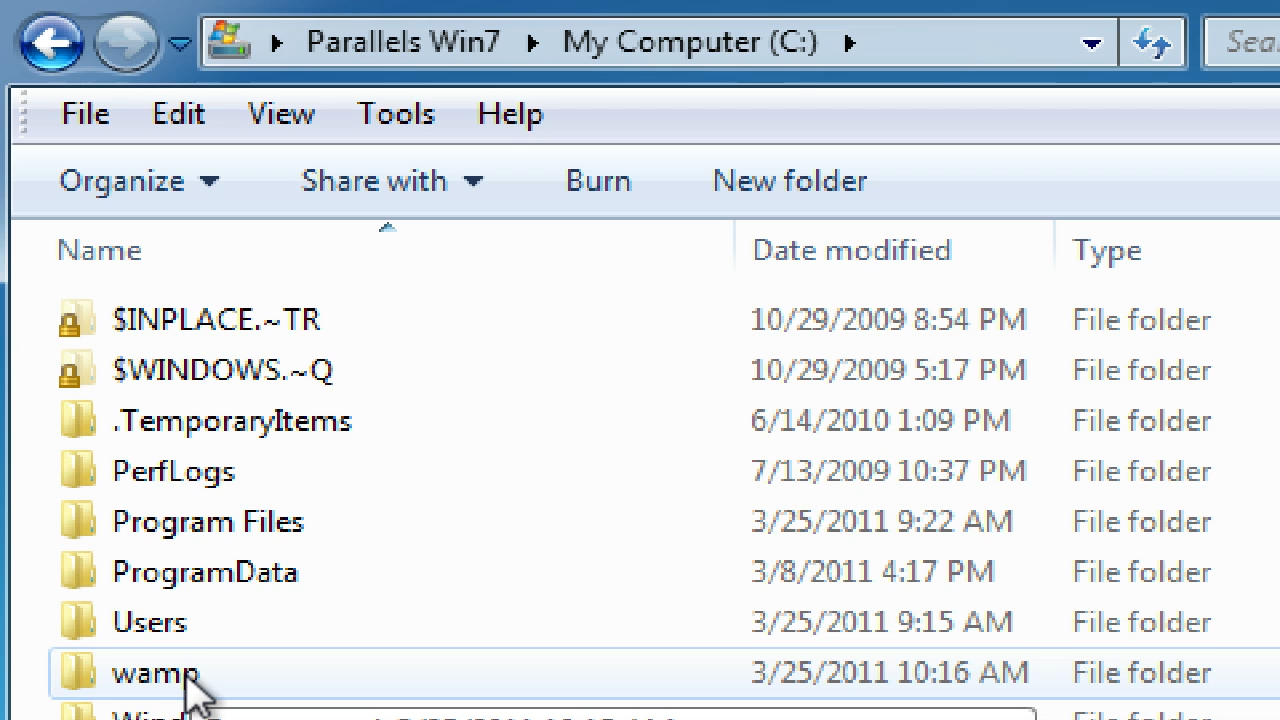 Parallels Win7 My Computer (C:) Sea
File Edit View Tools Help
Organize Share with Burn New folder
Name Date modified Type
$INPLACE.~TR 10/29/2009 8:54 PM File folder
$WINDOWS.~Q 10/29/2009 5:17 PM File folder
.TemporaryItems 6/14/2010 1:09 PM File folder
PerfLogs 7/13/2009 10:37 PM File folder
Program Files 3/25/2011 9:22 AM File folder
ProgramData 3/8/2011 4:17 PM File folder
Users 3/25/2011 9:15 AM File folder
wamp 3/25/2011 10:16 AM File folder
File folder